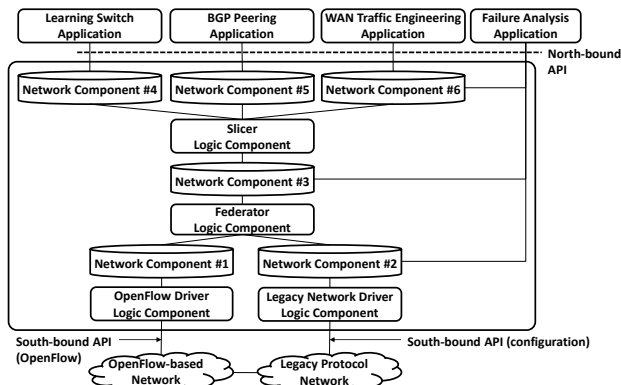 Learning Switch
Application
BGP Peering
Application
WAN Traffic Engineering
Application
Failure Analysis
Application
North-bound
API
Network Component #4
Network Component #5
Network Component #6
Slicer
Logic Component
Network Component #3
Federator
Logic Component
Network Component #1
Network Component #2
OpenFlow Driver
Logic Component
Legacy Network Driver
Logic Component
South-bound API
(OpenFlow)
South-bound API (configuration)
OpenFlow-based
Network
Legacy Protocol
Network